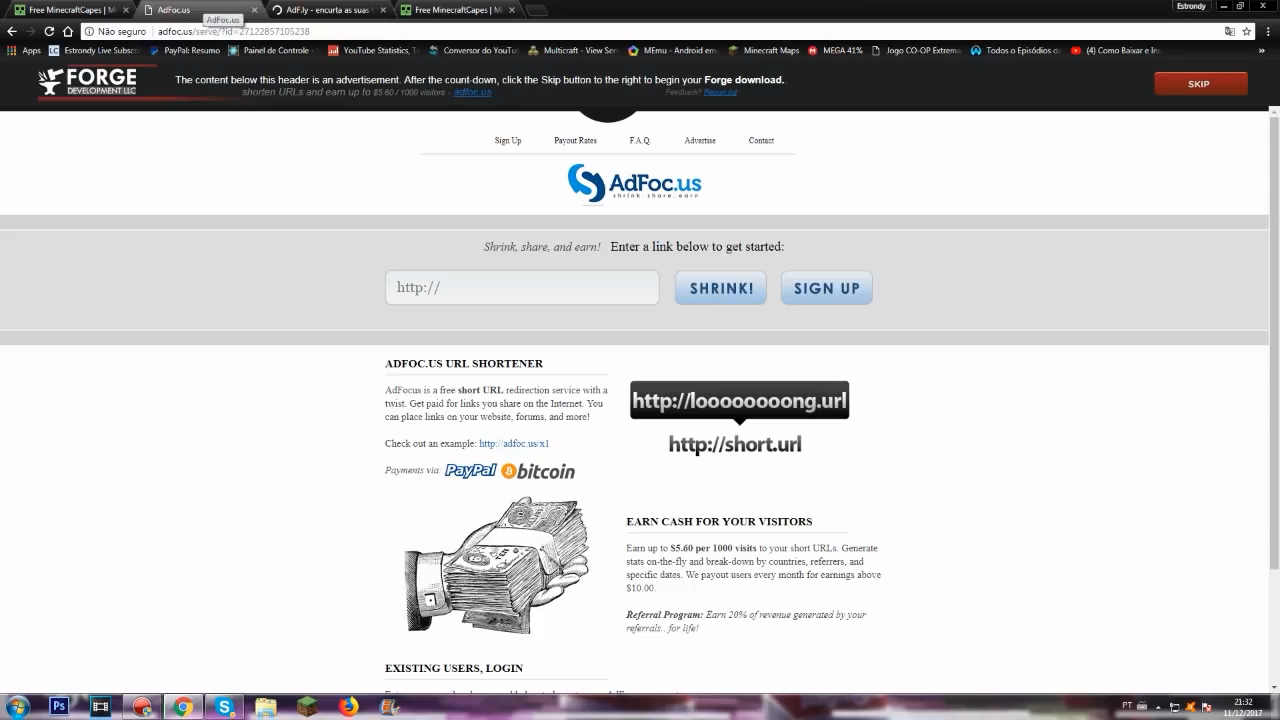 Free MinecraftCapes | M
AdFoc.us
AdF.ly - encurta as suas
Free MinecraftCapes | M
Estrondy
AdFoc.us
Não seguro
adfoc.us/serve/?id=27122857105238
Apps
Estrondy Live Subscri
PayPal: Resumo
Painel de Controle
YouTube Statistics, T
Conversor do YouTub
Multicraft - View Serv
MEmu - Android em
Minecraft Maps
MEGA 41%
Jogo CO-OP Extrema
Todos o Episódios de
(4) Como Baixar e Ins
»
FORGE
DEVELOPMENT LLC
The content below this header is an advertisement. After the count-down, click the Skip button to the right to begin your Forge download..
shorten URLs and earn up to $5.60 / 1000 visitors - adfoc.us
Feedback? Report Ad
SKIP
Sign Up
Payout Rates
F.A.Q.
Advertise
Contact
AdFoc.us
shrink. share. earn
Shrink, share, and earn! Enter a link below to get started:
http://
SHRINK!
SIGN UP
ADFOC.US URL SHORTENER
AdFocus is a free short URL redirection service with a
twist. Get paid for links you share on the Internet. You
can place links on your website, forums, and more!
Check out an example: http://adfoc.us/x1
Payments via: PayPal bitcoin
http://loooooooong.url
http://short.url
EARN CASH FOR YOUR VISITORS
Earn up to $5.60 per 1000 visits to your short URLs. Generate
stats on-the-fly and break-down by countries, referrers, and
specific dates. We payout users every month for earnings above
$10.00.
Referral Program: Earn 20% of revenue generated by your
referrals.. for life!
EXISTING USERS, LOGIN
Ps
PT
21:32
11/12/2017